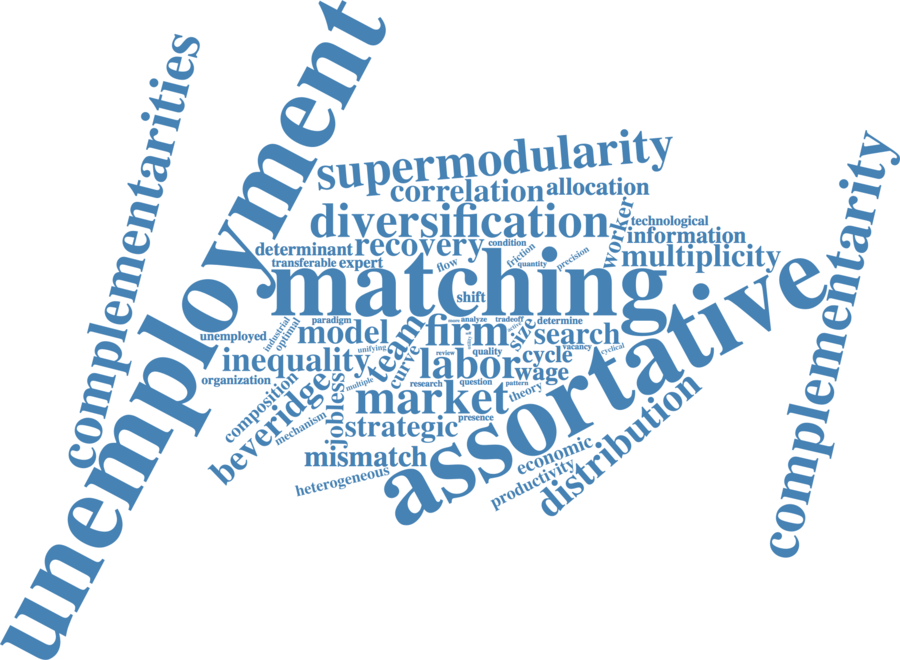 complementarities
unemployment
supermodularity
correlation
allocation
diversification
worker
technological
information
determinant
recovery
condition
friction
quantity
precision
multiplicity
transferable
expert
flow
matching
shift
assortative
complementarity
industrial
optimal
paradigm
unemployed
model
team
firm
analyze
tradeoff
size
determine
search
unifying
inequality
curve
review
quality
labor
cycle
vacancy
cyclical
wage
organization
composition
beveridge
jobless
multiple
research
question
pattern
theory
market
mechanism
strategic
presence
mismatch
heterogeneous
economic
productivity
distribution